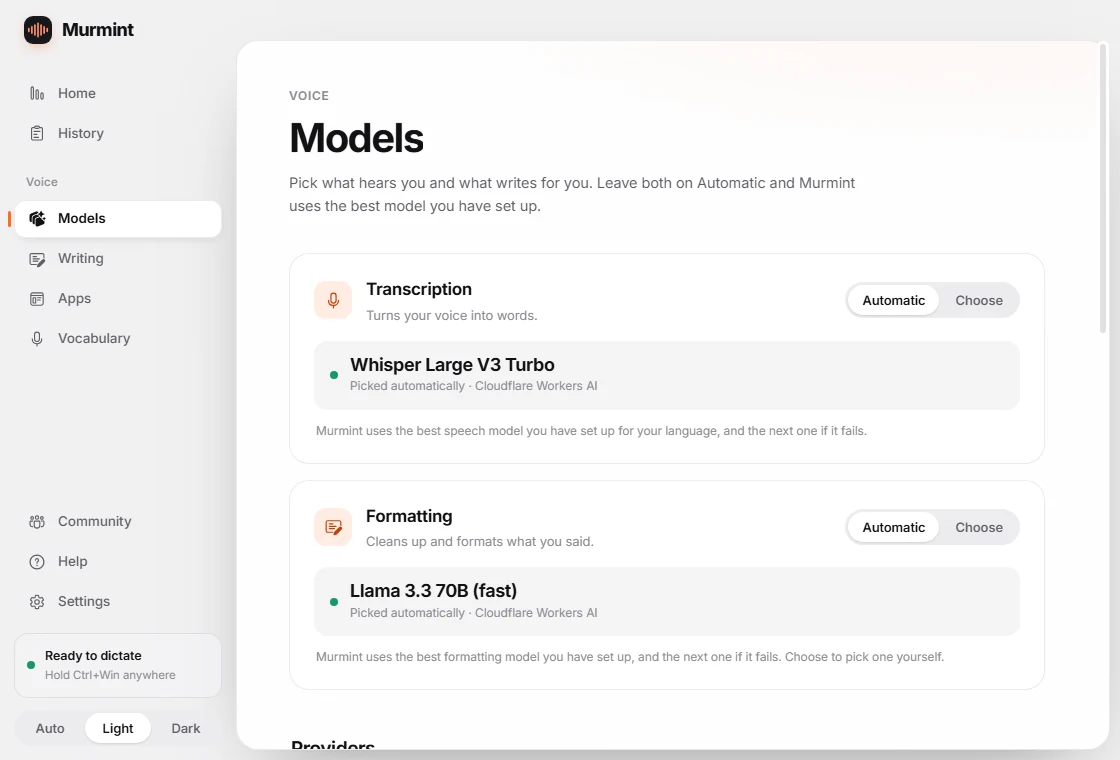 Murmint
Home
History
Voice
Models
Writing
Apps
Vocabulary
Community
Help
Settings
Ready to dictate
Hold Ctrl+Win anywhere
Auto
Light
Dark
VOICE
Models
Pick what hears you and what writes for you. Leave both on Automatic and Murmint
uses the best model you have set up.
Transcription
Turns your voice into words.
Automatic
Choose
Whisper Large V3 Turbo
Picked automatically · Cloudflare Workers AI
Murmint uses the best speech model you have set up for your language, and the next one if it fails.
Formatting
Cleans up and formats what you said.
Automatic
Choose
Llama 3.3 70B (fast)
Picked automatically · Cloudflare Workers AI
Murmint uses the best formatting model you have set up, and the next one if it fails. Choose to pick one yourself.
Providers